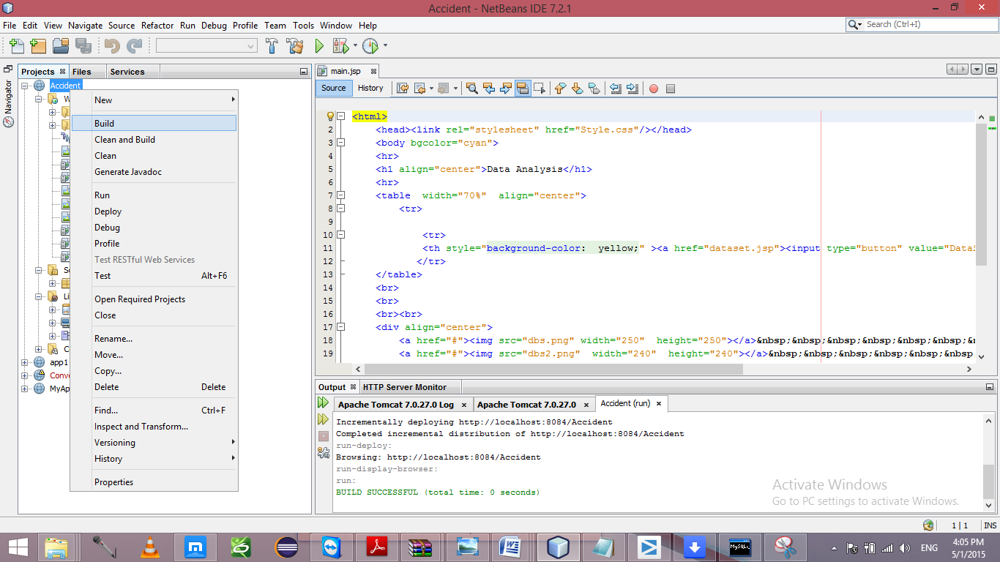 Accident - NetBeans IDE 7.2.1
File Edit View Navigate Source Refactor Run Debug Profile Team Tools Window Help
Search (Ctrl+I)
Navigator
Projects Files Services
Accident
New
Build
Clean and Build
Clean
Generate Javadoc
Run
Deploy
Debug
Profile
Test RESTful Web Services
Test Alt+F6
Open Required Projects
Close
Rename...
Move...
Copy...
Delete Delete
Find... Ctrl+F
Inspect and Transform...
Versioning
History
Properties
app1
main.jsp
Source History
1 <html>
2 <head><link rel="stylesheet" href="Style.css"/></head>
3 <body bgcolor="cyan">
4 <hr>
5 <h1 align="center">Data Analysis</h1>
6 <hr>
7 <table  width="70%"  align="center">
8 <tr>
9
10 <tr>
11 <th style="background-color:  yellow;" ><a href="dataset.jsp"><input type="button" value="DataS
12 </tr>
13 </table>
14 <br>
15 <br>
16 <br><br>
17 <div align="center">
18 <a href="#"><img src="dbs.png" width="250"  height="250"></a>&nbsp;&nbsp;&nbsp;&nbsp;&nbsp;&n
19 <a href="#"><img src="dbs2.png"  width="240"  height="240"></a>&nbsp;&nbsp;&nbsp;&nbsp;&nbsp;
Output HTTP Server Monitor
Apache Tomcat 7.0.27.0 Log Apache Tomcat 7.0.27.0 Accident (run)
Incrementally deploying http://localhost:8084/Accident
Completed incremental distribution of http://localhost:8084/Accident
run-deploy:
Browsing: http://localhost:8084/Accident
run-display-browser:
run:
BUILD SUCCESSFUL (total time: 0 seconds)
Activate Windows
Go to PC settings to activate Windows.
1 | 1 INS
ENG
4:05 PM
5/1/2015